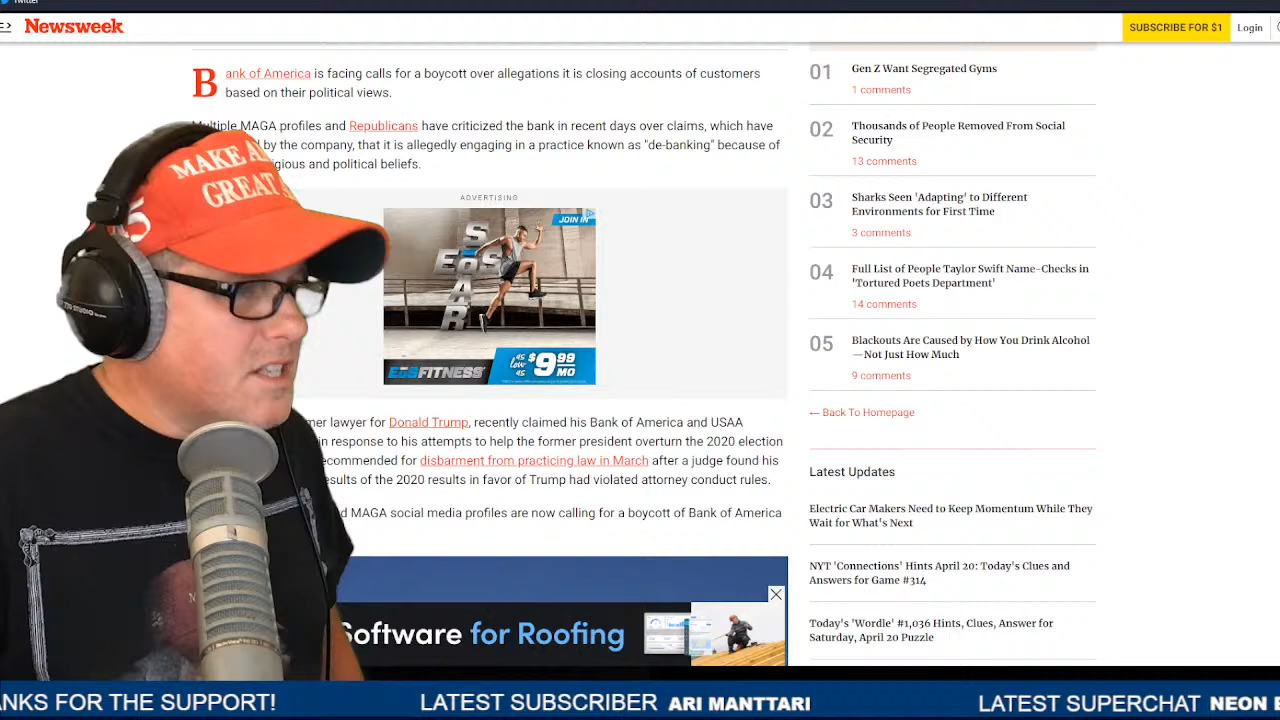 Twitter
Newsweek
SUBSCRIBE FOR $1
Login
Bank of America is facing calls for a boycott over allegations it is closing accounts of customers
based on their political views.
Multiple MAGA profiles and Republicans have criticized the bank in recent days over claims, which have
by the company, that it is allegedly engaging in a practice known as "de-banking" because of
and political beliefs.
ADVERTISING
JOIN IN
SOAR
EOS
EOS FITNESS
as low as $9.99 MO
lawyer for Donald Trump, recently claimed his Bank of America and USAA
in response to his attempts to help the former president overturn the 2020 election
disbarment from practicing law in March after a judge found his
results of the 2020 results in favor of Trump had violated attorney conduct rules.
MAGA social media profiles are now calling for a boycott of Bank of America
Software for Roofing
MAKE A
GREAT A
01 Gen Z Want Segregated Gyms
1 comments
02 Thousands of People Removed From Social
Security
13 comments
03 Sharks Seen 'Adapting' to Different
Environments for First Time
3 comments
04 Full List of People Taylor Swift Name-Checks in
'Tortured Poets Department'
14 comments
05 Blackouts Are Caused by How You Drink Alcohol
—Not Just How Much
9 comments
← Back To Homepage
Latest Updates
Electric Car Makers Need to Keep Momentum While They
Wait for What's Next
NYT 'Connections' Hints April 20: Today's Clues and
Answers for Game #314
Today's 'Wordle' #1,036 Hints, Clues, Answer for
Saturday, April 20 Puzzle
ANKS FOR THE SUPPORT! LATEST SUBSCRIBER ARI MANTTARI LATEST SUPERCHAT NEON